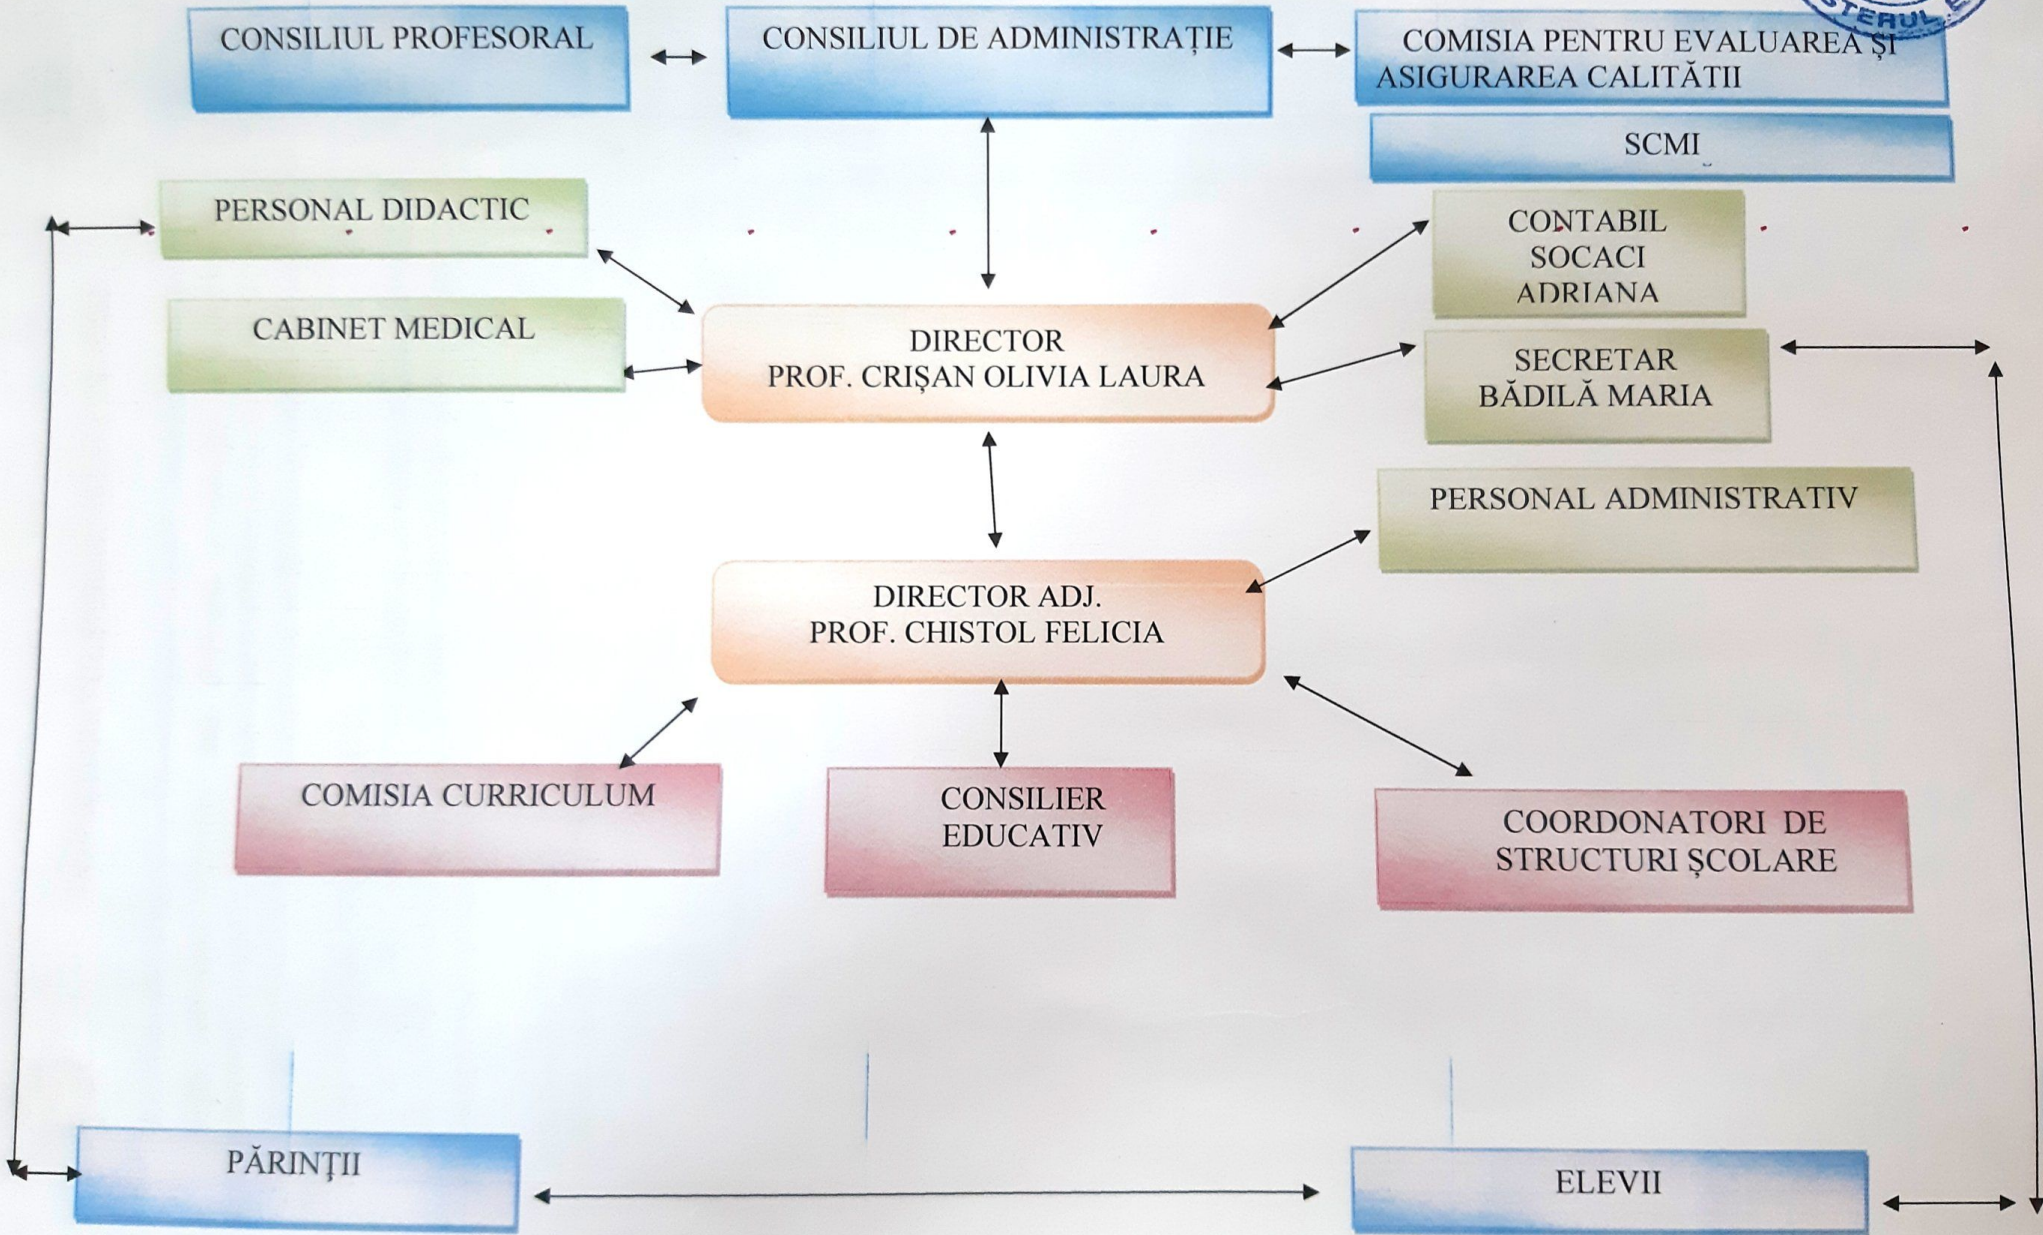 CONSILIUL PROFESORAL
CONSILIUL DE ADMINISTRAȚIE
COMISIA PENTRU EVALUAREA ȘI
ASIGURAREA CALITĂTII
SCMI
PERSONAL DIDACTIC
CONTABIL
SOCACI
ADRIANA
CABINET MEDICAL
DIRECTOR
PROF. CRIȘAN OLIVIA LAURA
SECRETAR
BĂDILĂ MARIA
PERSONAL ADMINISTRATIV
DIRECTOR ADJ.
PROF. CHISTOL FELICIA
COMISIA CURRICULUM
CONSILIER
EDUCATIV
COORDONATORI DE
STRUCTURI ȘCOLARE
PĂRINŢII
ELEVII